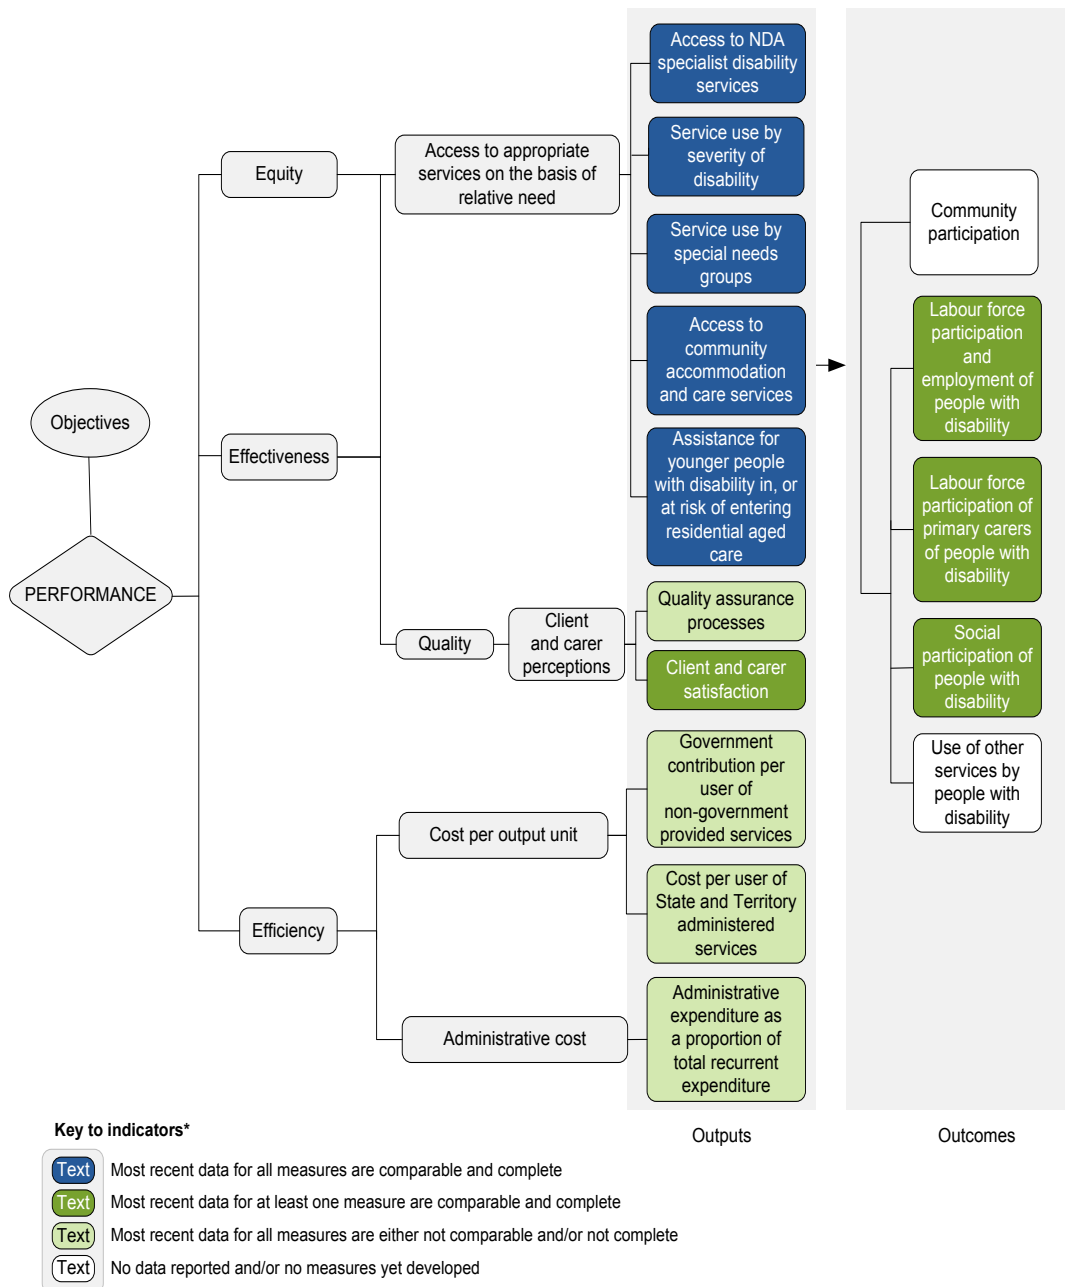 Objectives
PERFORMANCE
Equity
Effectiveness
Efficiency
Access to appropriate
services on the basis of
relative need
Quality
Client
and carer
perceptions
Cost per output unit
Administrative cost
Access to NDA
specialist disability
services
Service use by
severity of
disability
Service use by
special needs
groups
Access to
community
accommodation
and care services
Assistance for
younger people
with disability in, or
at risk of entering
residential aged
care
Quality assurance
processes
Client and carer
satisfaction
Government
contribution per
user of
non-government
provided services
Cost per user of
State and Territory
administered
services
Administrative
expenditure as
a proportion of
total recurrent
expenditure
Outputs
Community
participation
Labour force
participation
and
employment of
people with
disability
Labour force
participation of
primary carers
of people with
disability
Social
participation of
people with
disability
Use of other
services by
people with
disability
Outcomes
Key to indicators*
Text Most recent data for all measures are comparable and complete
Text Most recent data for at least one measure are comparable and complete
Text Most recent data for all measures are either not comparable and/or not complete
Text No data reported and/or no measures yet developed